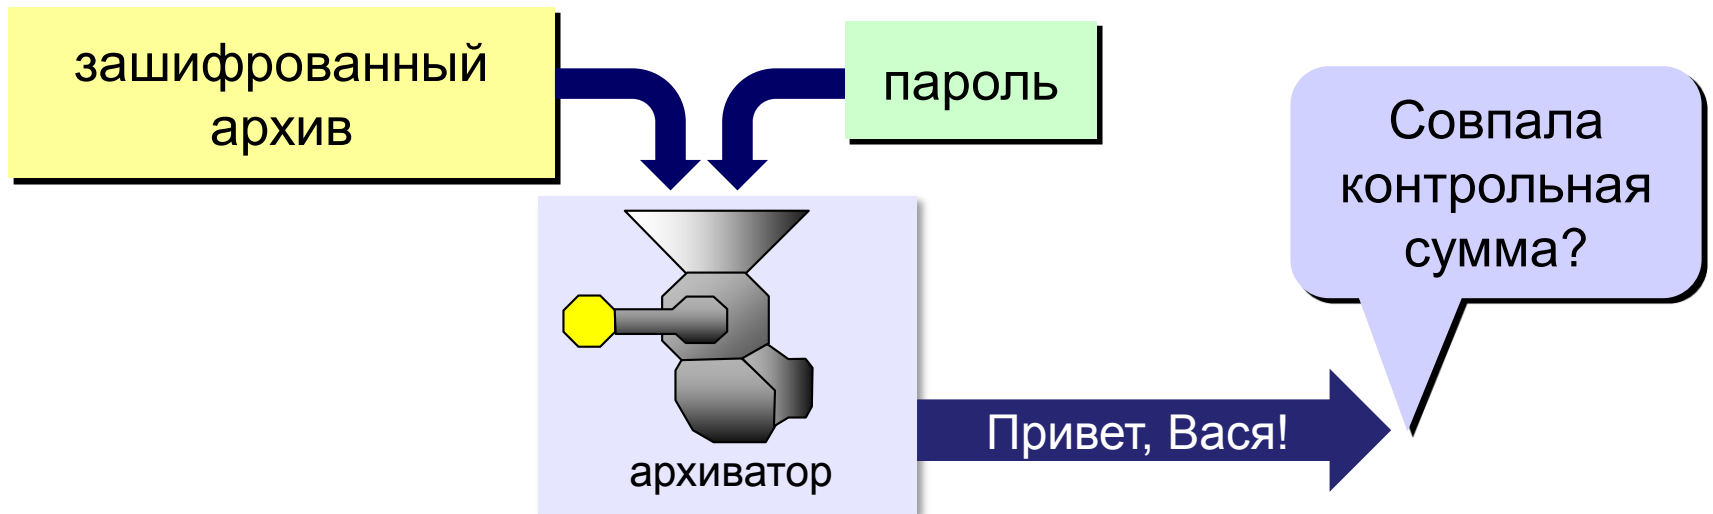 зашифрованный
архив
пароль
Совпала
контрольная
сумма?
Привет, Вася!
архиватор